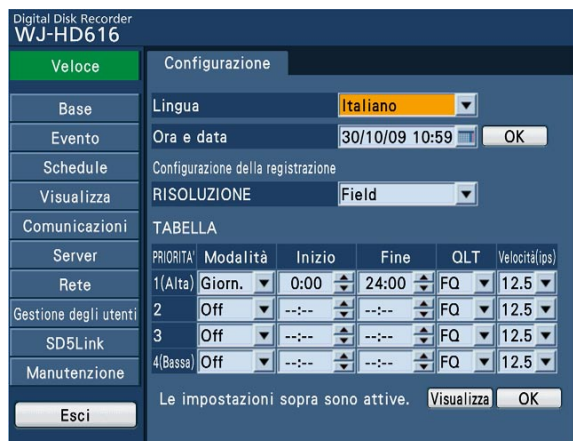 Digital Disk Recorder
WJ-HD616
Veloce
Base
Evento
Schedule
Visualizza
Comunicazioni
Server
Rete
Gestione degli utenti
SD5Link
Manutenzione
Esci
Configurazione
Lingua Italiano
Ora e data 30/10/09 10:59 OK
Configurazione della registrazione
RISOLUZIONE Field
TABELLA
PRIORITA' Modalità Inizio Fine QLT Velocità(ips)
1(Alta) Giorn. 0:00 24:00 FQ 12.5
2 Off --:-- --:-- FQ 12.5
3 Off --:-- --:-- FQ 12.5
4(Bassa) Off --:-- --:-- FQ 12.5
Le impostazioni sopra sono attive. Visualizza OK